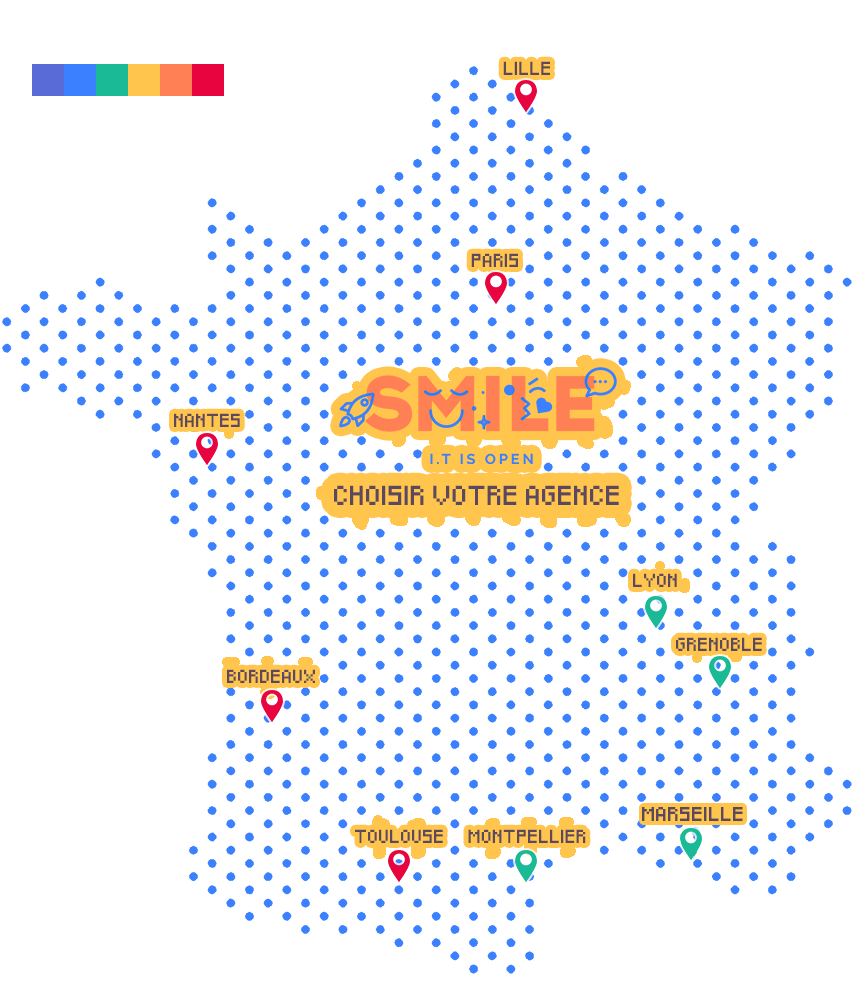 LILLE
PARIS
SMILE
I.T IS OPEN
NANTES
CHOISIR VOTRE AGENCE
LYON
GRENOBLE
BORDEAUX
MARSEILLE
TOULOUSE
MONTPELLIER